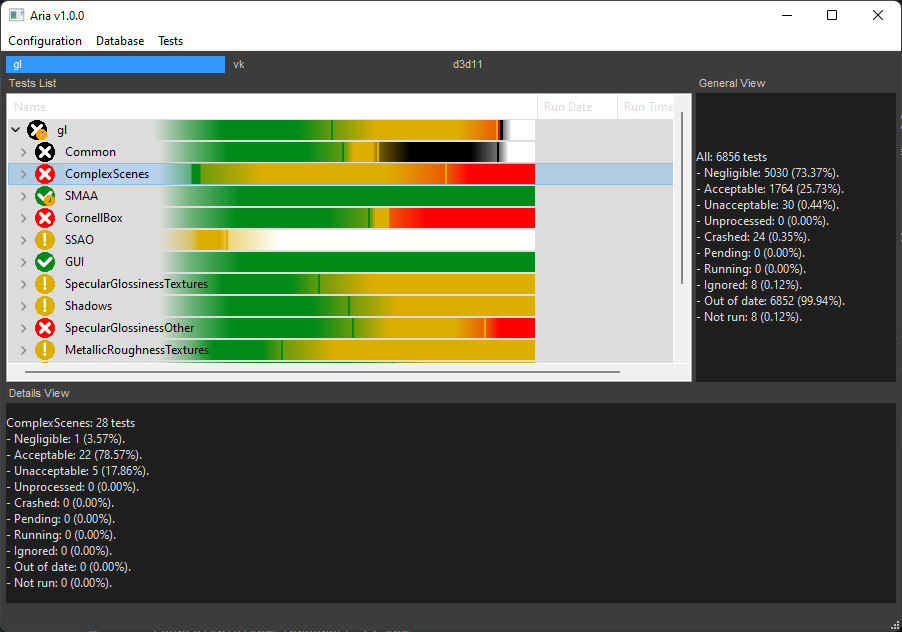 Aria v1.0.0
Configuration Database Tests
gl vk d3d11
Tests List
Name Run Date Run Time
gl
Common
ComplexScenes
SMAA
CornellBox
SSAO
GUI
SpecularGlossinessTextures
Shadows
SpecularGlossinessOther
MetallicRoughnessTextures
General View
All: 6856 tests
- Negligible: 5030 (73.37%).
- Acceptable: 1764 (25.73%).
- Unacceptable: 30 (0.44%).
- Unprocessed: 0 (0.00%).
- Crashed: 24 (0.35%).
- Pending: 0 (0.00%).
- Running: 0 (0.00%).
- Ignored: 8 (0.12%).
- Out of date: 6852 (99.94%).
- Not run: 8 (0.12%).
Details View
ComplexScenes: 28 tests
- Negligible: 1 (3.57%).
- Acceptable: 22 (78.57%).
- Unacceptable: 5 (17.86%).
- Unprocessed: 0 (0.00%).
- Crashed: 0 (0.00%).
- Pending: 0 (0.00%).
- Running: 0 (0.00%).
- Ignored: 0 (0.00%).
- Out of date: 0 (0.00%).
- Not run: 0 (0.00%).